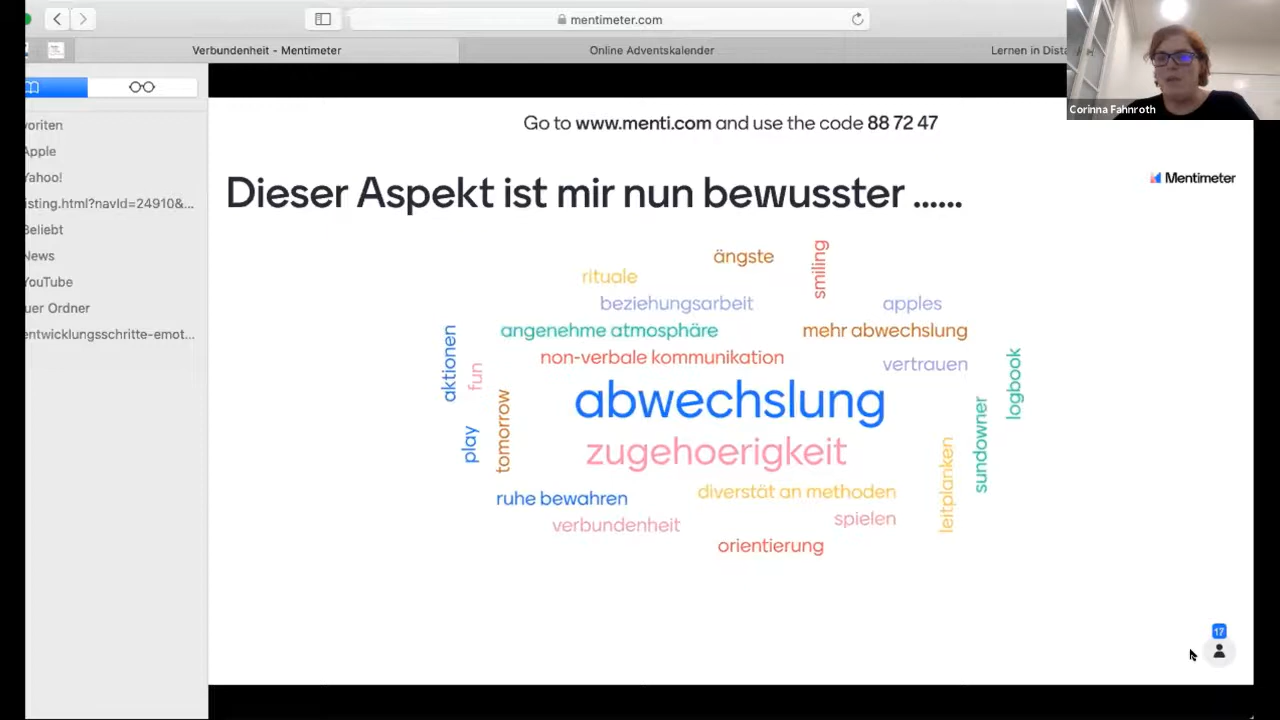 mentimeter.com
Verbundenheit - Mentimeter
Online Adventskalender
Lernen in Dista
Corinna Fahnroth
voriten
Apple
Yahoo!
isting.html?navId=24910&...
Beliebt
News
YouTube
uer Ordner
entwicklungsschritte-emot...
Go to www.menti.com and use the code 88 72 47
Mentimeter
Dieser Aspekt ist mir nun bewusster ......
ängste
smiling
rituale
beziehungsarbeit
apples
angenehme atmosphäre
mehr abwechslung
aktionen
fun
non-verbale kommunikation
vertrauen
logbook
abwechslung
play
tomorrow
zugehoerigkeit
sundowner
leitplanken
ruhe bewahren
diverstät an methoden
verbundenheit
spielen
orientierung
17